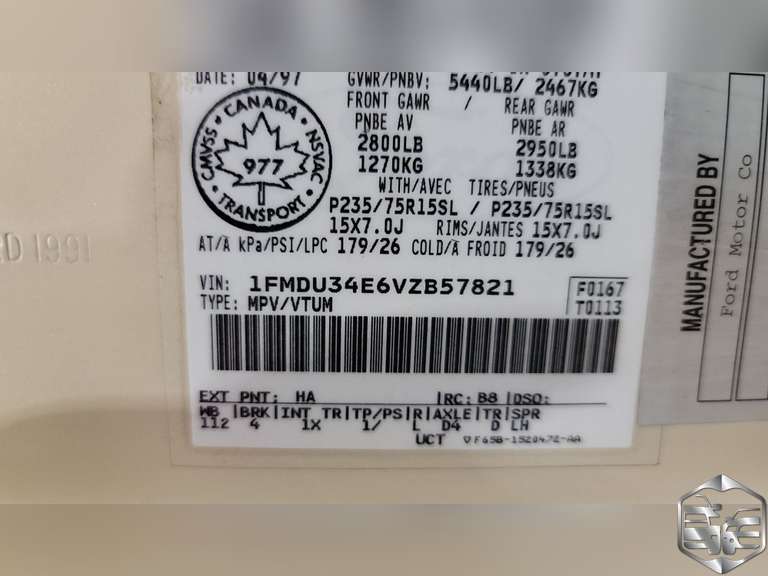 DATE: 04/97
GVWR/PNBV: 5440LB/ 2467KG
FRONT GAWR / REAR GAWR
PNBE AV PNBE AR
2800LB 2950LB
1270KG 1338KG
WITH/AVEC TIRES/PNEUS
P235/75R15SL / P235/75R15SL
15X7.0J RIMS/JANTES 15X7.0J
AT/A kPa/PSI/LPC 179/26 COLD/A FROID 179/26
CANADA
CMVSS NSVAC
977
TRANSPORT
VIN: 1FMDU34E6VZB57821
F0167
TYPE: MPV/VTUM
T0113
EXT PNT: HA |RC: B8 |DSO:
WB |BRK|INT TR|TP/PS|R|AXLE|TR|SPR
112 4 1X 1/ L D4 D LH
UCT F65B-1520472-AA
1991
MANUFACTURED BY
Ford Motor Co